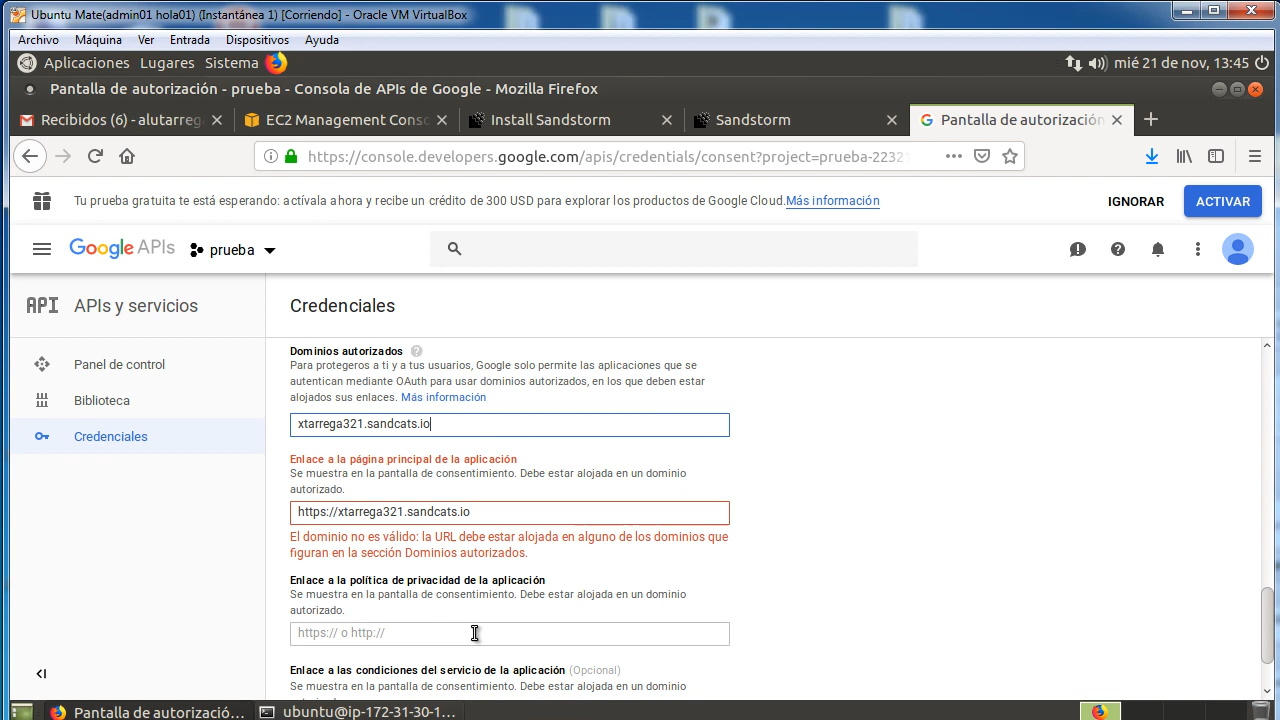 Ubuntu Mate(admin01 hola01) (Instantánea 1) [Corriendo] - Oracle VM VirtualBox
Archivo Máquina Ver Entrada Dispositivos Ayuda
Aplicaciones Lugares Sistema mié 21 de nov, 13:45
Pantalla de autorización - prueba - Consola de APIs de Google - Mozilla Firefox
Recibidos (6) - alutarreg EC2 Management Conso Install Sandstorm Sandstorm Pantalla de autorización
https://console.developers.google.com/apis/credentials/consent?project=prueba-2232
Tu prueba gratuita te está esperando: actívala ahora y recibe un crédito de 300 USD para explorar los productos de Google Cloud. Más información IGNORAR ACTIVAR
Google APIs prueba
API APIs y servicios Credenciales
Panel de control
Biblioteca
Credenciales
Dominios autorizados
Para protegeros a ti y a tus usuarios, Google solo permite las aplicaciones que se
autentican mediante OAuth para usar dominios autorizados, en los que deben estar
alojados sus enlaces. Más información
xtarrega321.sandcats.io
Enlace a la página principal de la aplicación
Se muestra en la pantalla de consentimiento. Debe estar alojada en un dominio
autorizado.
https://xtarrega321.sandcats.io
El dominio no es válido: la URL debe estar alojada en alguno de los dominios que
figuran en la sección Dominios autorizados.
Enlace a la política de privacidad de la aplicación
Se muestra en la pantalla de consentimiento. Debe estar alojada en un dominio
autorizado.
https:// o http://
Enlace a las condiciones del servicio de la aplicación (Opcional)
Se muestra en la pantalla de consentimiento. Debe estar alojada en un dominio
Pantalla de autorizació... ubuntu@ip-172-31-30-1...